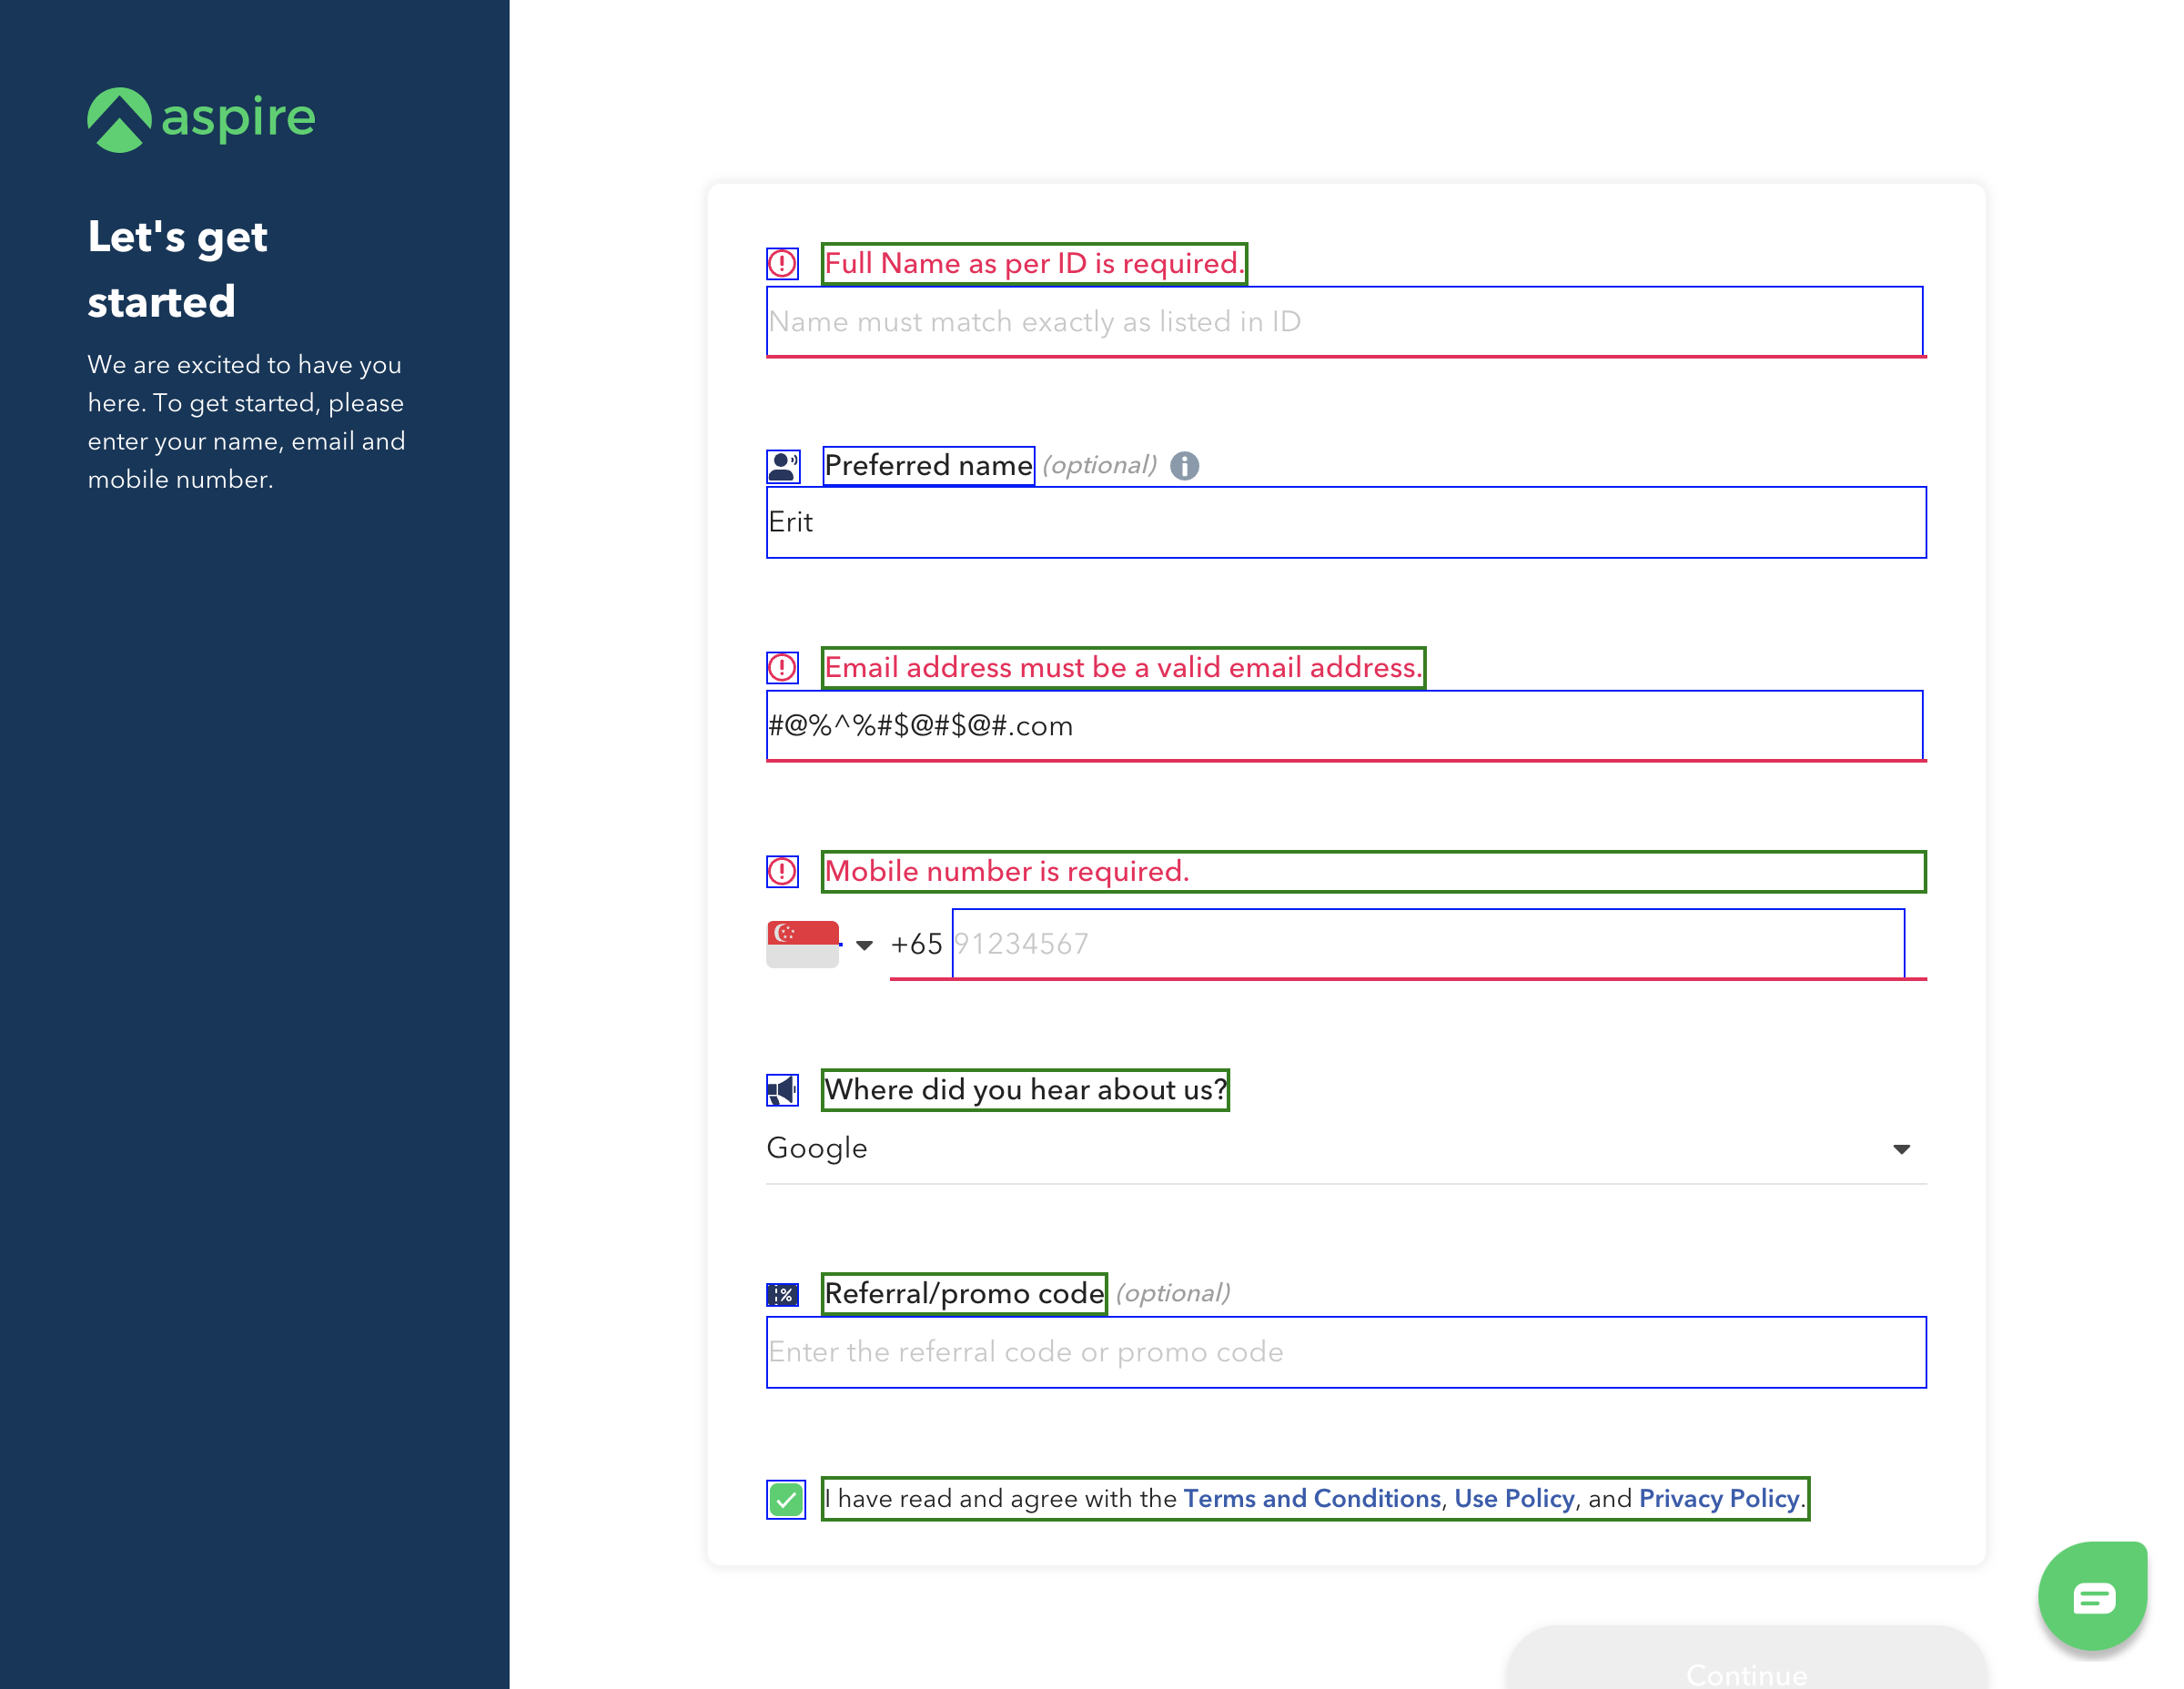 aspire
Let's get
started
We are excited to have you
here. To get started, please
enter your name, email and
mobile number.
Full Name as per ID is required.
Name must match exactly as listed in ID
Preferred name (optional)
Erit
Email address must be a valid email address.
#@%^%#$@#$@#.com
Mobile number is required.
+65 91234567
Where did you hear about us?
Google
Referral/promo code (optional)
Enter the referral code or promo code
I have read and agree with the Terms and Conditions, Use Policy, and Privacy Policy.
Continue